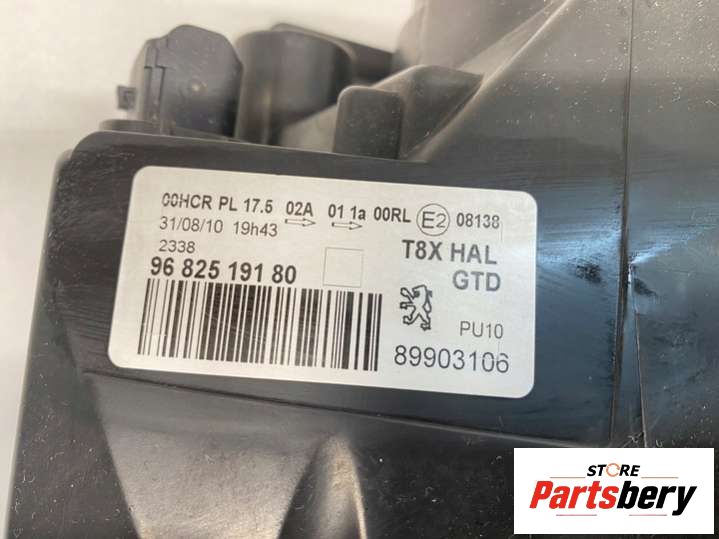 00HCR PL 17.5 02A 01 1a 00RL E2 08138
31/08/10 19h43
2338
T8X HAL
96 825 191 80
GTD
PU10
89903106
STORE
Partsbery